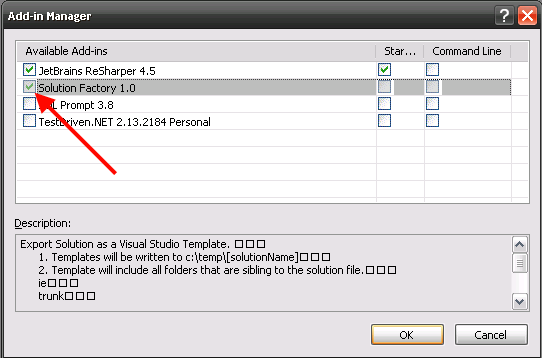 Add-in Manager
Available Add-ins Star... Command Line
JetBrains ReSharper 4.5
Solution Factory 1.0
Prompt 3.8
TestDriven.NET 2.13.2184 Personal
Description:
Export Solution as a Visual Studio Template. □□□
1. Templates will be written to c:\temp\[solutionName]□□□
2. Template will include all folders that are sibling to the solution file.□□□
ie□□□
trunk□□□
OK Cancel